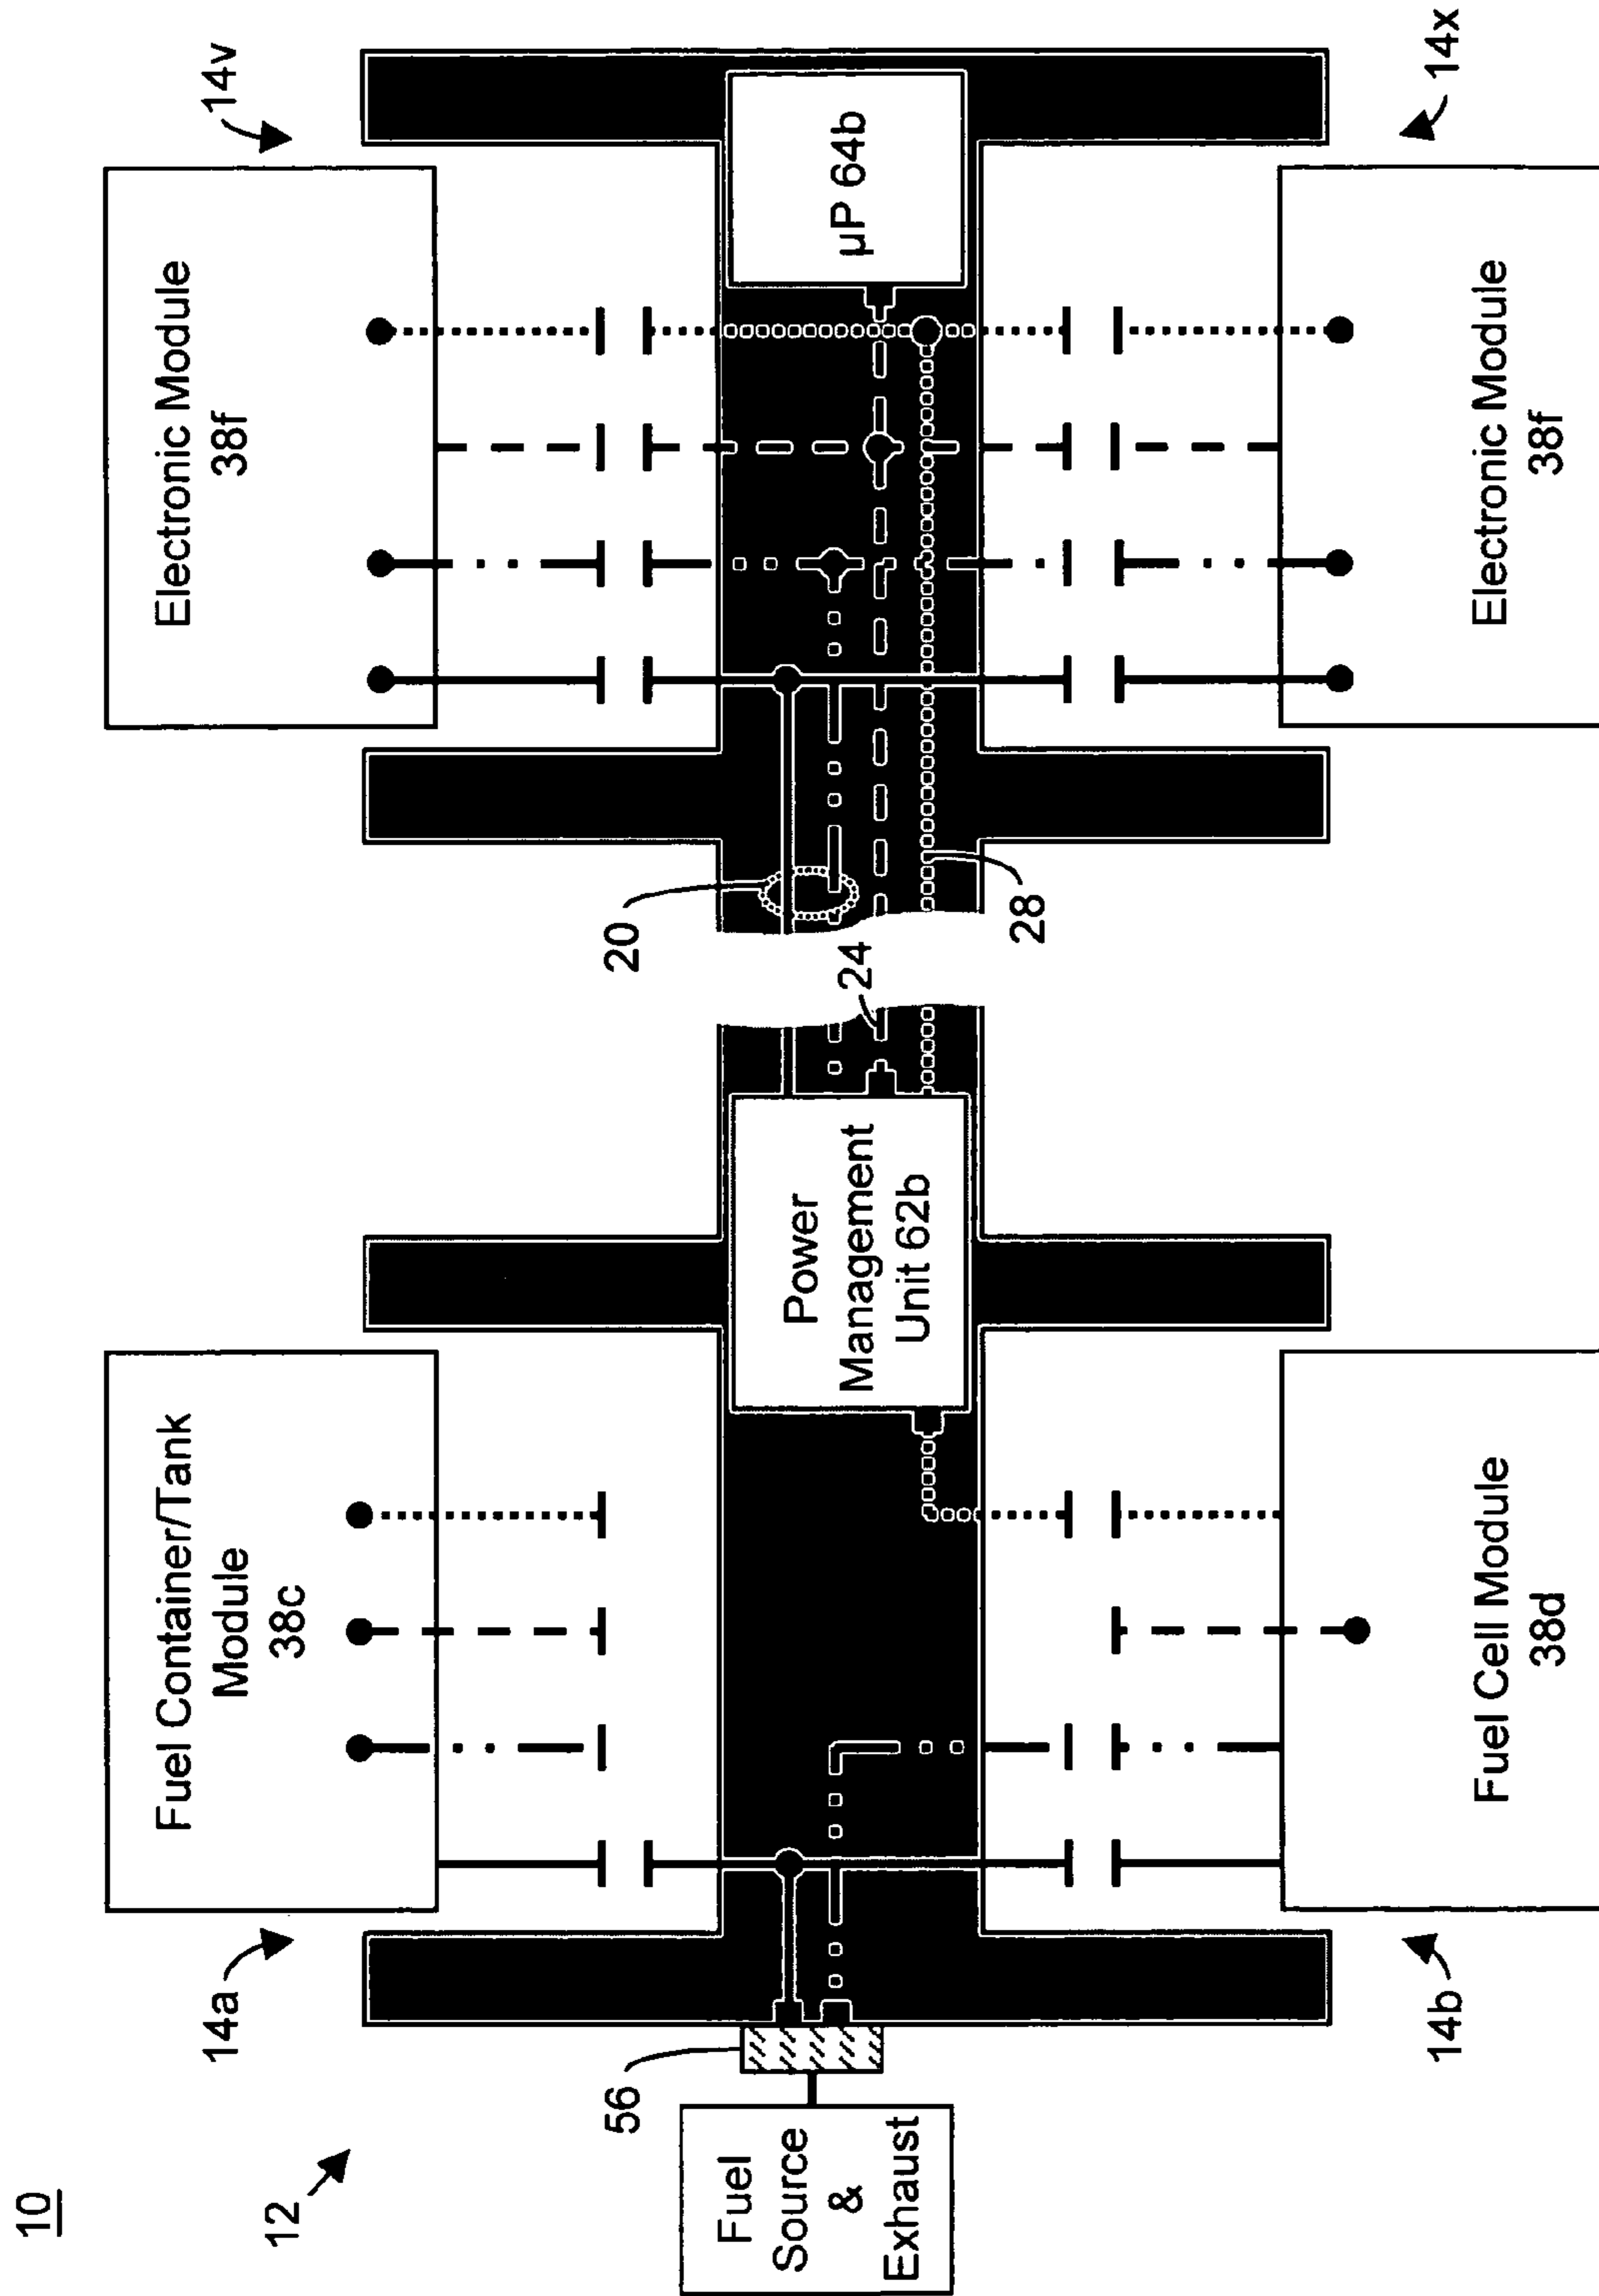 10
12
14a
Fuel Container/Tank
Module
38c
14v
Electronic Module
38f
56
Fuel
Source
&
Exhaust
Power
Management
Unit 62b
20
24
28
µP 64b
14b
Fuel Cell Module
38d
14x
Electronic Module
38f